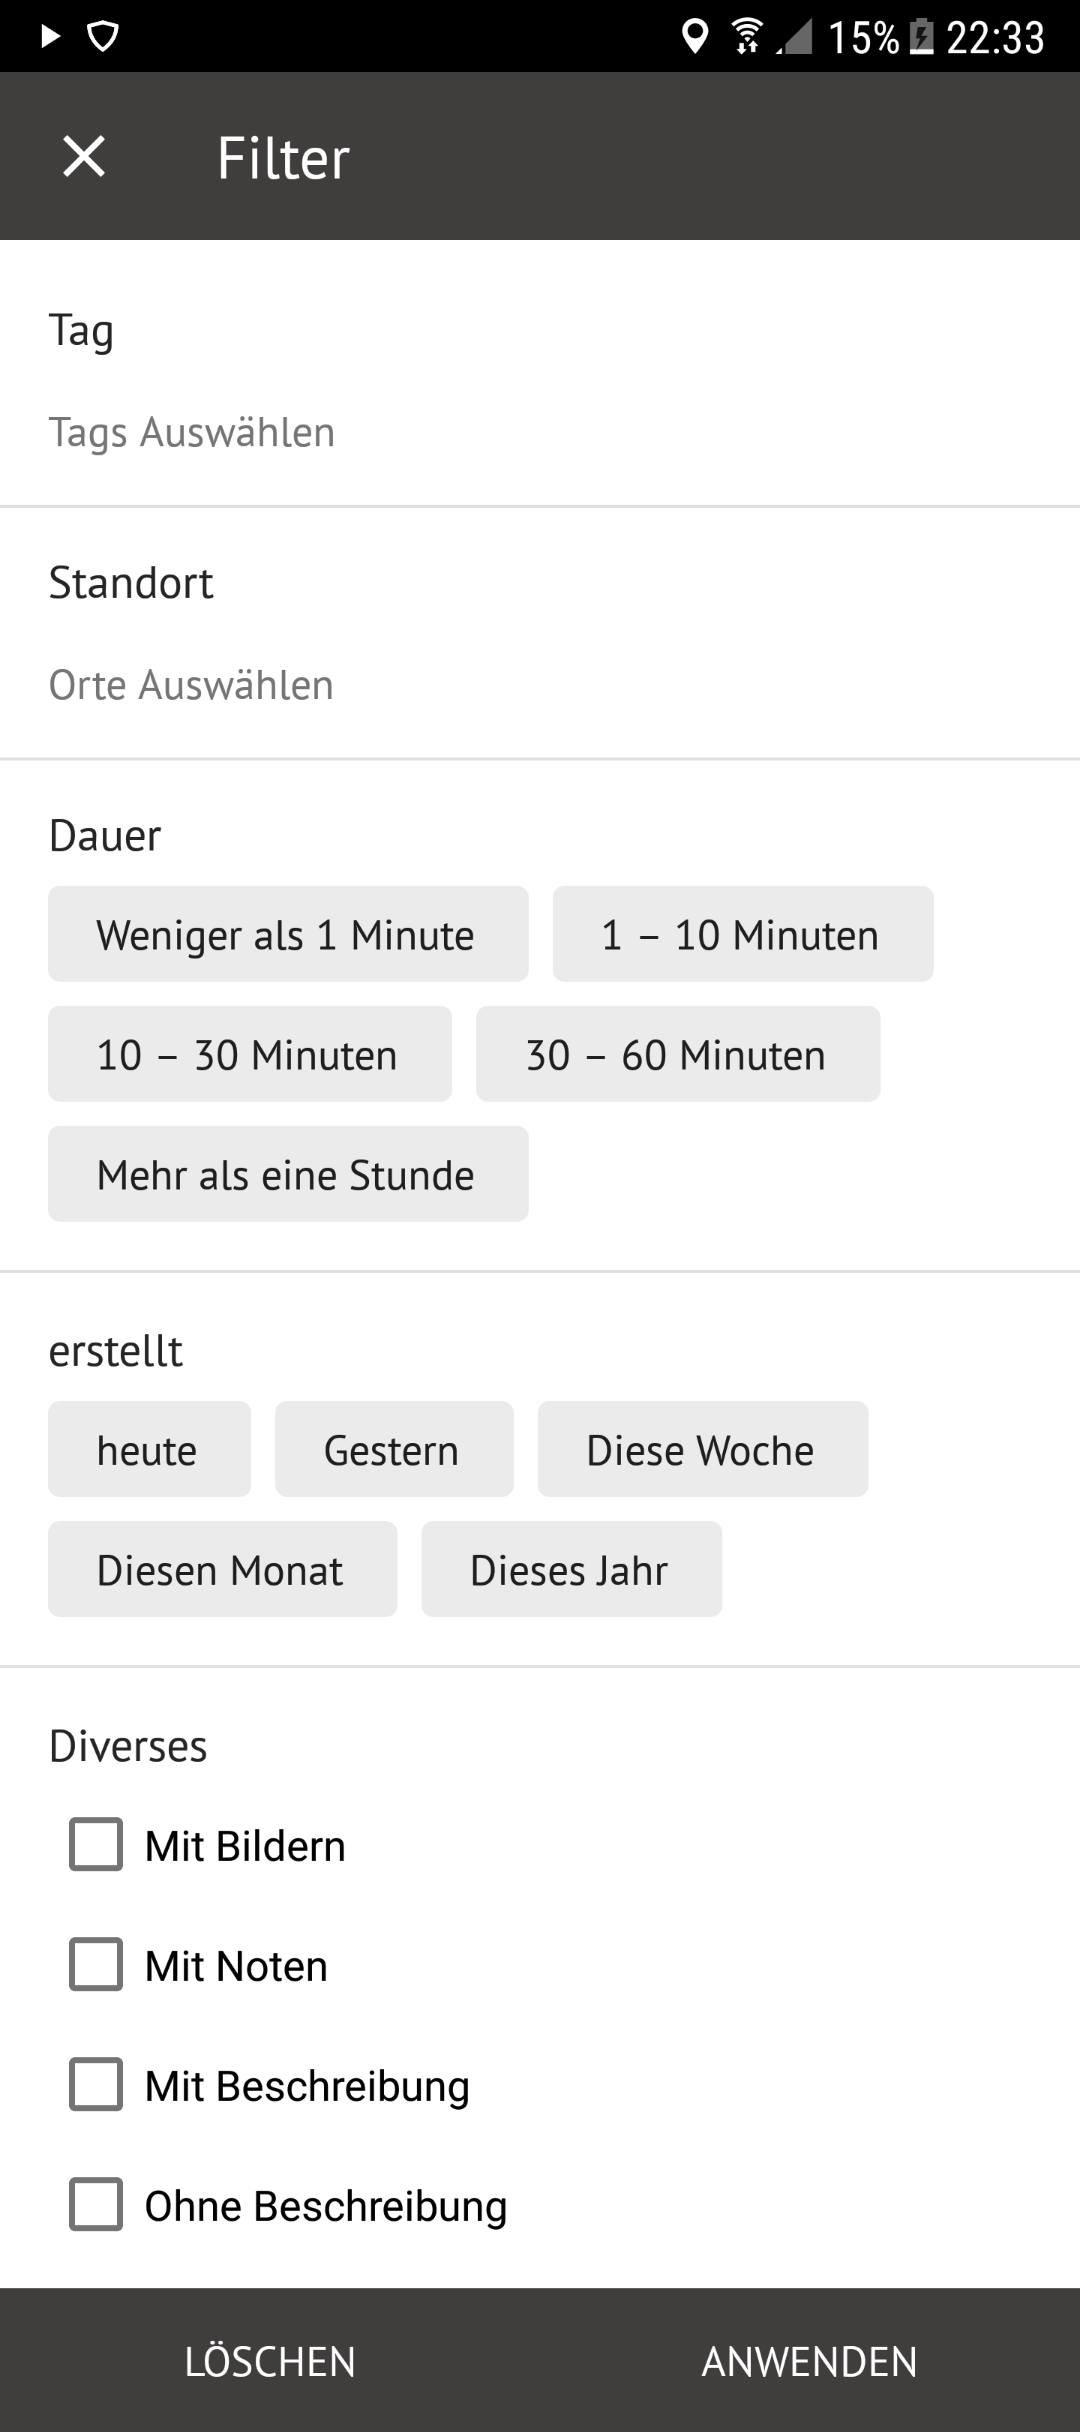 15% 22:33
Filter
Tag
Tags Auswählen
Standort
Orte Auswählen
Dauer
Weniger als 1 Minute 1 – 10 Minuten
10 – 30 Minuten 30 – 60 Minuten
Mehr als eine Stunde
erstellt
heute Gestern Diese Woche
Diesen Monat Dieses Jahr
Diverses
Mit Bildern
Mit Noten
Mit Beschreibung
Ohne Beschreibung
LÖSCHEN ANWENDEN